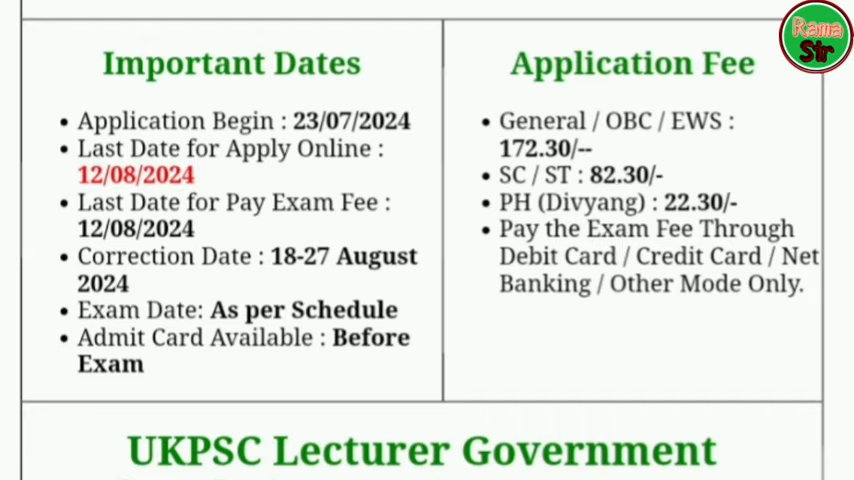 Important Dates
Application Begin : 23/07/2024
Last Date for Apply Online :
12/08/2024
Last Date for Pay Exam Fee :
12/08/2024
Correction Date : 18-27 August
2024
Exam Date: As per Schedule
Admit Card Available : Before
Exam
Application Fee
General / OBC / EWS :
172.30/--
SC / ST : 82.30/-
PH (Divyang) : 22.30/-
Pay the Exam Fee Through
Debit Card / Credit Card / Net
Banking / Other Mode Only.
Rama
Sir
UKPSC Lecturer Government